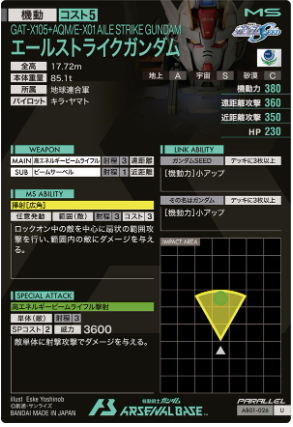 機動 コスト5 MS
GAT-X105+AQM/E-X01 AILE STRIKE GUNDAM
エールストライクガンダム
全高 17.72m
本体重量 85.1t
所属 地球連合軍
パイロット キラ・ヤマト
地上 A 宇宙 S 砂漠 C
機動力 380
遠距離攻撃 360
近距離攻撃 350
HP 230
WEAPON
MAIN 高エネルギービームライフル 射程 3 遠距離
SUB ビームサーベル 射程 1 近距離
MS ABILITY
掃射[広角]
任意発動 範囲(敵) 射程 3 コスト 3
ロックオン中の敵を中心に扇状の範囲攻
撃を行い、範囲内の敵にダメージを与え
る。
SPECIAL ATTACK
高エネルギービームライフル撃射
単体(敵) 射程 3
SPコスト 2 威力 3600
敵単体に射撃攻撃でダメージを与える。
LINK ABILITY
ガンダムSEED デッキに3枚以上
[機動力]小アップ
その名はガンダム デッキに3枚以上
[機動力]小アップ
IMPACT AREA
illust Eske Yoshinob
©創通・サンライズ
BANDAI MADE IN JAPAN
機動戦士ガンダム
ARSENAL BASE
PARALLEL
AB01-026 U